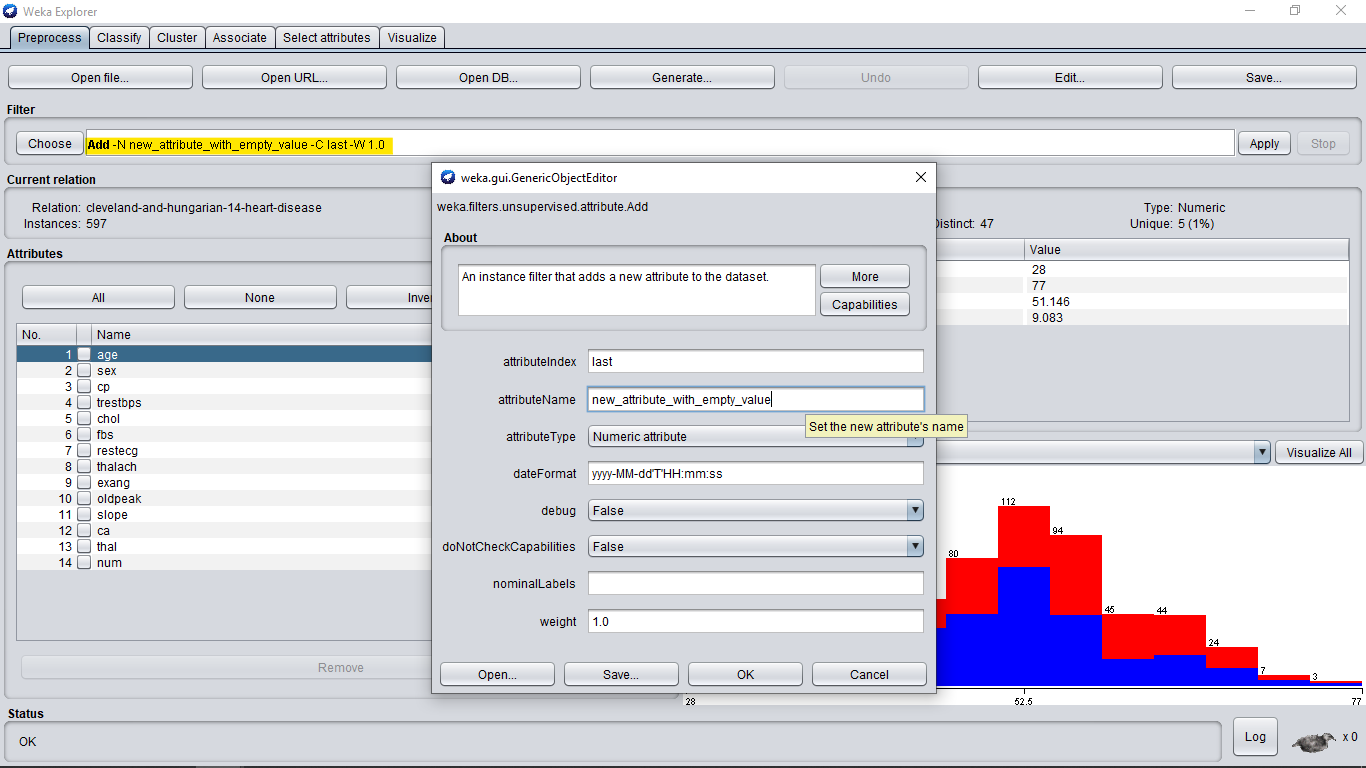 Weka Explorer
Preprocess Classify Cluster Associate Select attributes Visualize
Open file... Open URL... Open DB... Generate... Undo Edit... Save...
Filter
Choose Add -N new_attribute_with_empty_value -C last -W 1.0 Apply Stop
Current relation
Relation: cleveland-and-hungarian-14-heart-disease
Instances: 597
Attributes
All None
No. Name
1 age
2 sex
3 cp
4 trestbps
5 chol
6 fbs
7 restecg
8 thalach
9 exang
10 oldpeak
11 slope
12 ca
13 thal
14 num
Remove
weka.gui.GenericObjectEditor
weka.filters.unsupervised.attribute.Add
About
An instance filter that adds a new attribute to the dataset.
More
Capabilities
attributeIndex last
attributeName new_attribute_with_empty_value
Set the new attribute's name
attributeType Numeric attribute
dateFormat yyyy-MM-dd'T'HH:mm:ss
debug False
doNotCheckCapabilities False
nominalLabels
weight 1.0
Open... Save... OK Cancel
Type: Numeric
47 Unique: 5 (1%)
Value
28
77
51.146
9.083
Visualize All
80
112
94
45
44
24
7
3
28 52.5 77
Status
OK
Log x 0